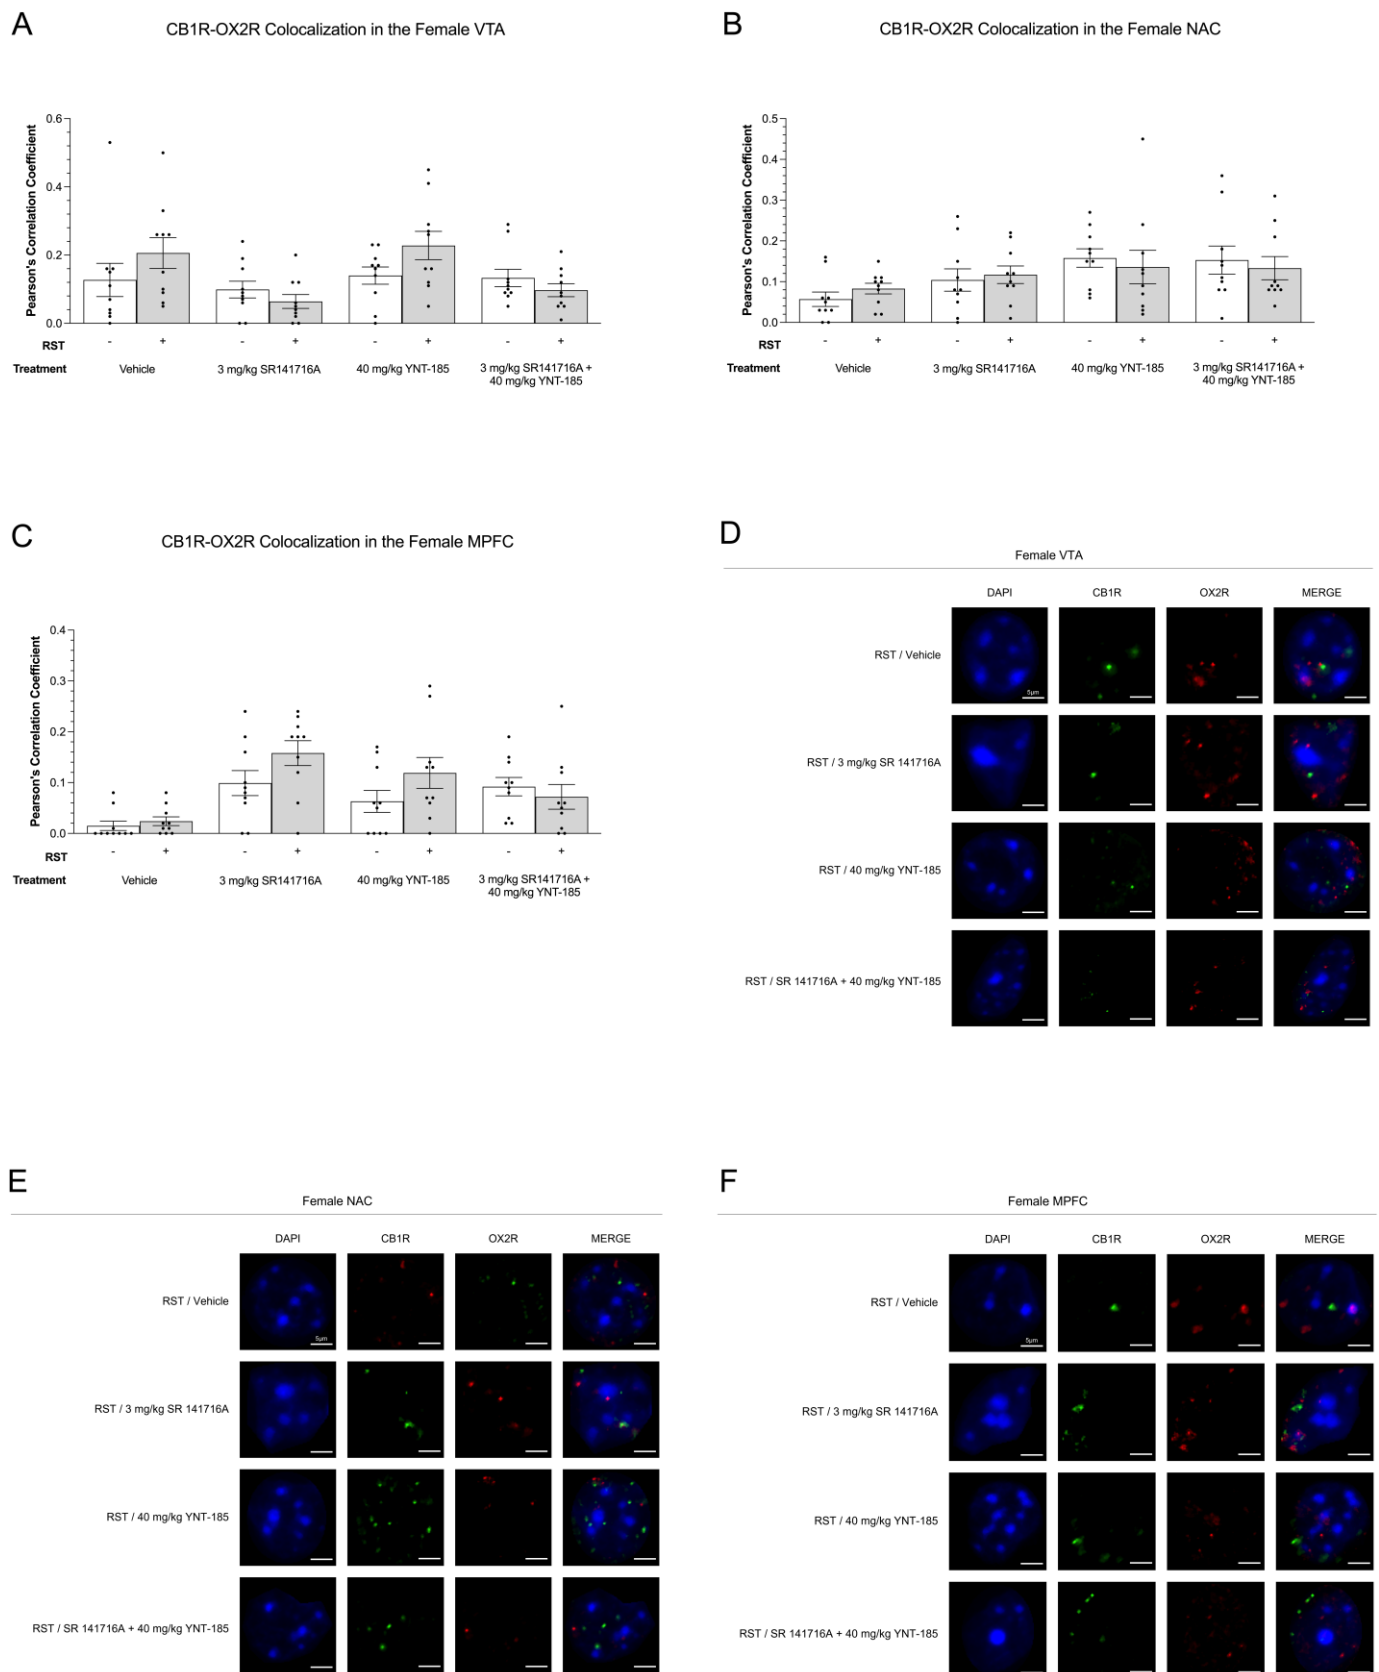 A
CB1R-OX2R Colocalization in the Female VTA
Pearson's Correlation Coefficient
0.6
0.4
0.2
0.0
RST
- + - + - + - +
Treatment
Vehicle
3 mg/kg SR141716A
40 mg/kg YNT-185
3 mg/kg SR141716A +
40 mg/kg YNT-185
B
CB1R-OX2R Colocalization in the Female NAC
Pearson's Correlation Coefficient
0.5
0.4
0.3
0.2
0.1
0.0
RST
- + - + - + - +
Treatment
Vehicle
3 mg/kg SR141716A
40 mg/kg YNT-185
3 mg/kg SR141716A +
40 mg/kg YNT-185
C
CB1R-OX2R Colocalization in the Female MPFC
Pearson's Correlation Coefficient
0.4
0.3
0.2
0.1
0.0
RST
- + - + - + - +
Treatment
Vehicle
3 mg/kg SR141716A
40 mg/kg YNT-185
3 mg/kg SR141716A +
40 mg/kg YNT-185
D
Female VTA
DAPI CB1R OX2R MERGE
RST / Vehicle
5µm
RST / 3 mg/kg SR 141716A
RST / 40 mg/kg YNT-185
RST / SR 141716A + 40 mg/kg YNT-185
E
Female NAC
DAPI CB1R OX2R MERGE
RST / Vehicle
5µm
RST / 3 mg/kg SR 141716A
RST / 40 mg/kg YNT-185
RST / SR 141716A + 40 mg/kg YNT-185
F
Female MPFC
DAPI CB1R OX2R MERGE
RST / Vehicle
5µm
RST / 3 mg/kg SR 141716A
RST / 40 mg/kg YNT-185
RST / SR 141716A + 40 mg/kg YNT-185